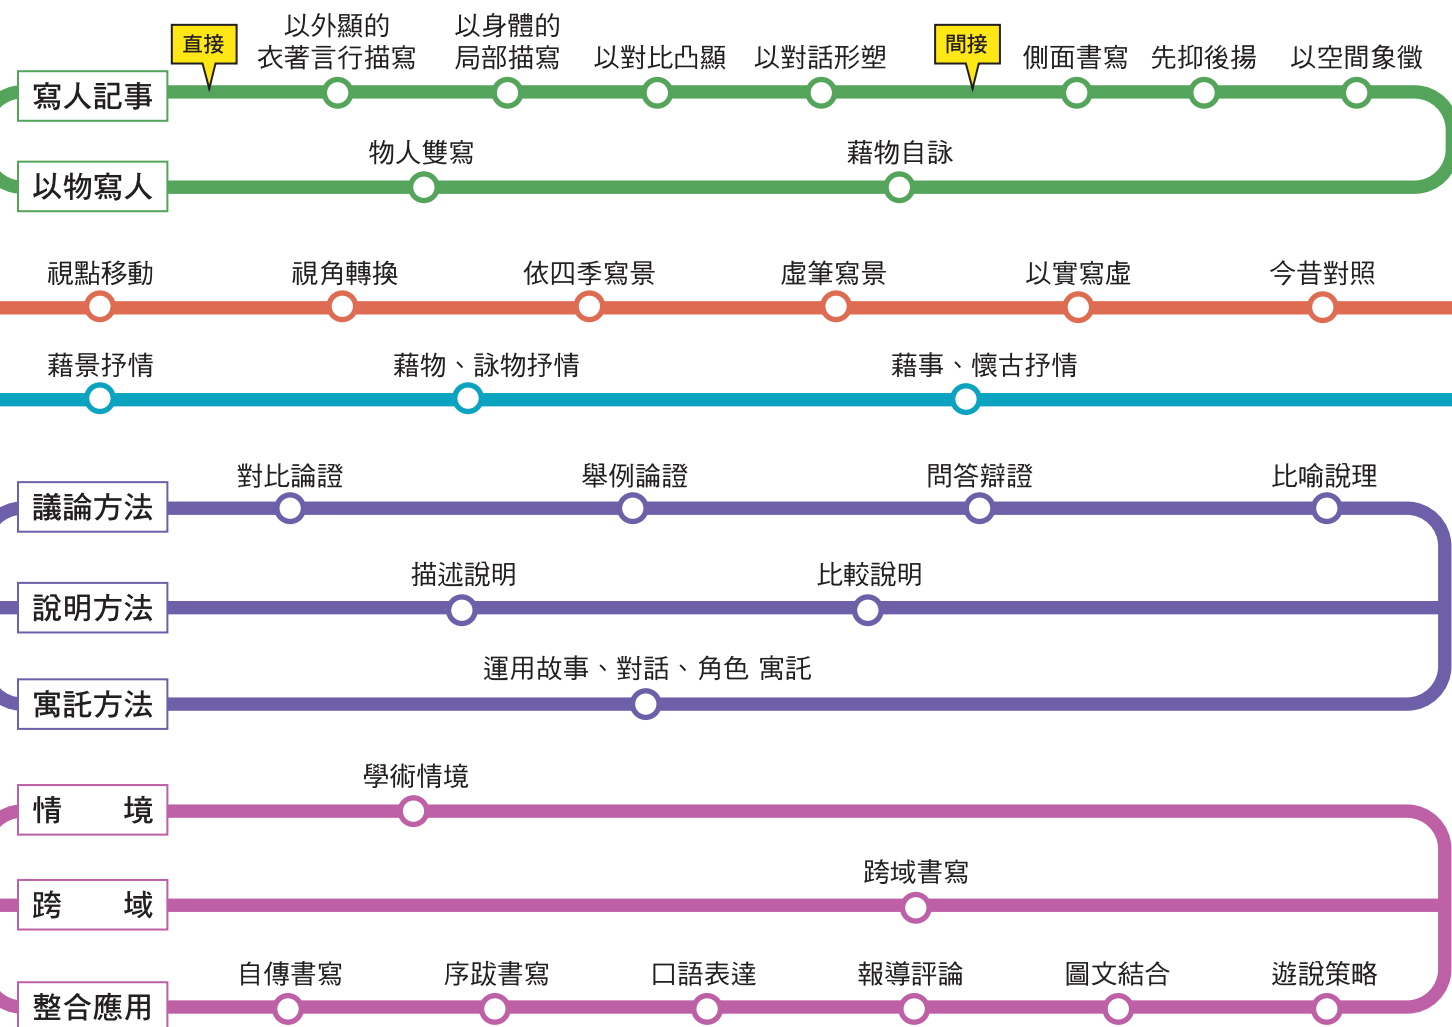 直接
以外顯的
衣著言行描寫
以身體的
局部描寫
以對比凸顯
以對話形塑
間接
側面書寫
先抑後揚
以空間象徵
寫人記事
物人雙寫
藉物自詠
以物寫人
視點移動
視角轉換
依四季寫景
虛筆寫景
以實寫虛
今昔對照
藉景抒情
藉物、詠物抒情
藉事、懷古抒情
對比論證
舉例論證
問答辯證
比喻說理
議論方法
描述說明
比較說明
說明方法
運用故事、對話、角色 寓託
寓託方法
學術情境
情 境
跨域書寫
跨 域
自傳書寫
序跋書寫
口語表達
報導評論
圖文結合
遊說策略
整合應用